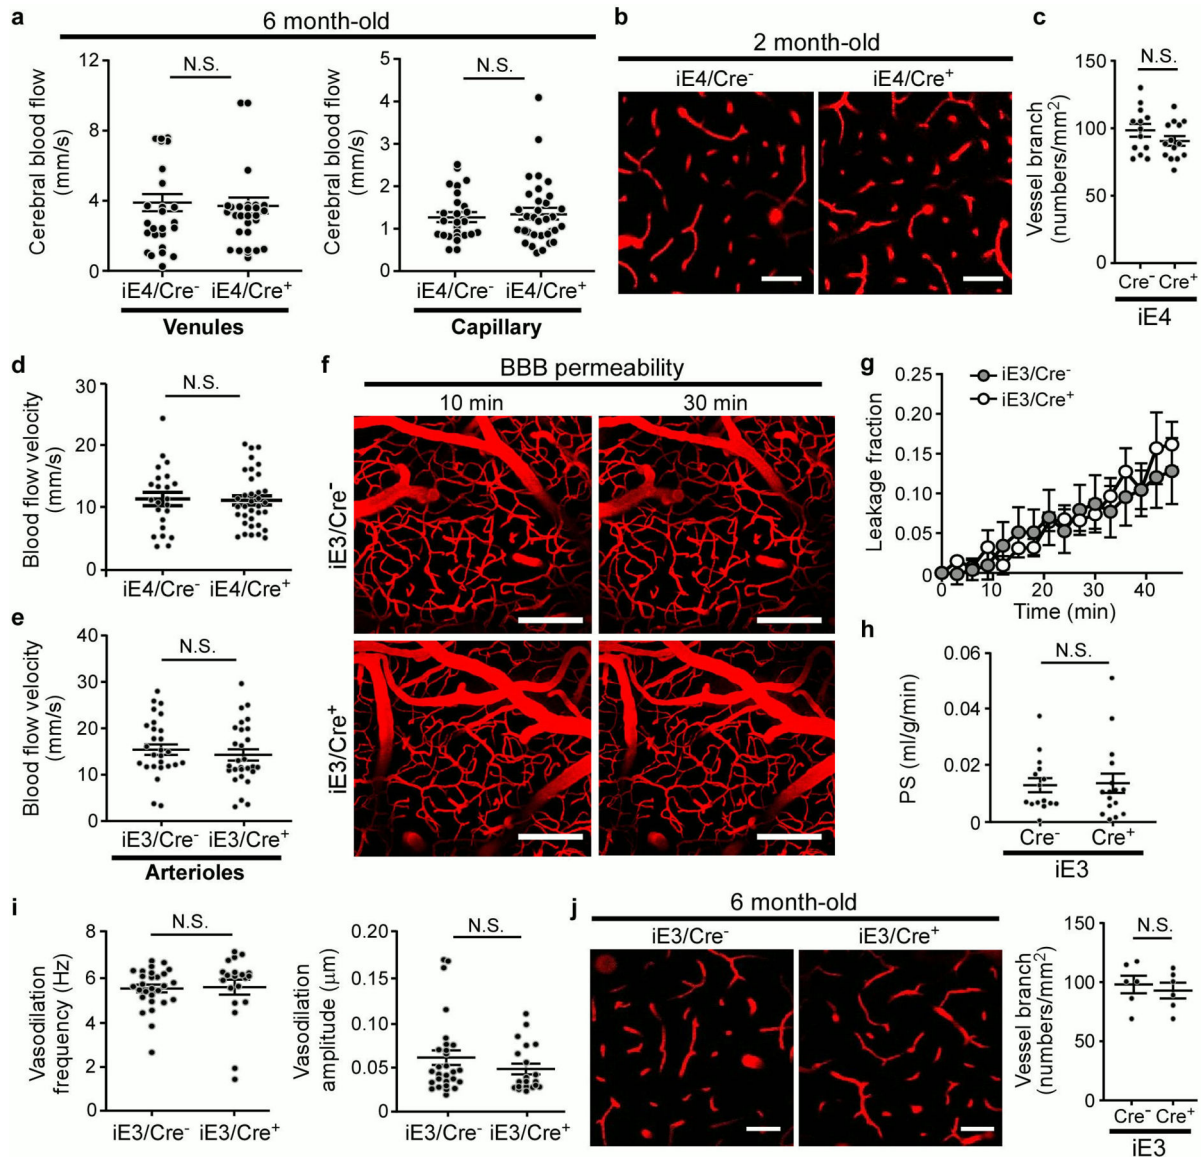 a
6 month-old
Cerebral blood flow
(mm/s)
12
8
4
0
N.S.
iE4/Cre⁻ iE4/Cre⁺
Venules
Cerebral blood flow
(mm/s)
5
4
3
2
1
0
N.S.
iE4/Cre⁻ iE4/Cre⁺
Capillary
b
2 month-old
iE4/Cre⁻ iE4/Cre⁺
c
Vessel branch
(numbers/mm²)
150
100
50
0
N.S.
Cre⁻ Cre⁺
iE4
d
Blood flow velocity
(mm/s)
30
20
10
0
N.S.
iE4/Cre⁻ iE4/Cre⁺
e
Blood flow velocity
(mm/s)
40
30
20
10
0
N.S.
iE3/Cre⁻ iE3/Cre⁺
Arterioles
f
BBB permeability
10 min 30 min
iE3/Cre⁻
iE3/Cre⁺
g
Leakage fraction
0.25
0.20
0.15
0.10
0.05
0
iE3/Cre⁻
iE3/Cre⁺
0 10 20 30 40
Time (min)
h
PS (ml/g/min)
0.06
0.04
0.02
0
N.S.
Cre⁻ Cre⁺
iE3
i
Vasodilation
frequency (Hz)
8
6
4
2
0
N.S.
iE3/Cre⁻ iE3/Cre⁺
Vasodilation
amplitude (μm)
0.20
0.15
0.10
0.05
0
N.S.
iE3/Cre⁻ iE3/Cre⁺
j
6 month-old
iE3/Cre⁻ iE3/Cre⁺
Vessel branch
(numbers/mm²)
150
100
50
0
N.S.
Cre⁻ Cre⁺
iE3